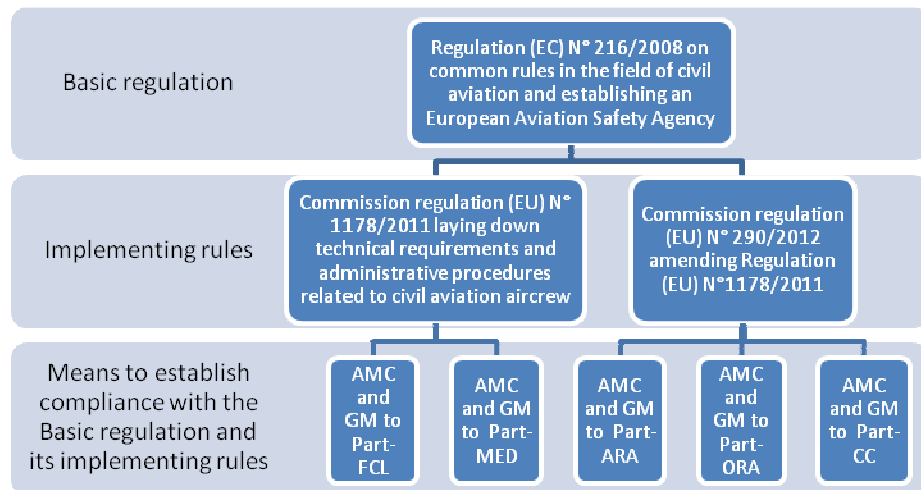 Basic regulation
Regulation (EC) N° 216/2008 on
common rules in the field of civil
aviation and establishing an
European Aviation Safety Agency
Implementing rules
Commission regulation (EU) N°
1178/2011 laying down
technical requirements and
administrative procedures
related to civil aviation aircrew
Commission regulation
(EU) N° 290/2012
amending Regulation
(EU) N°1178/2011
Means to establish
compliance with the
Basic regulation and
its implementing rules
AMC
and
GM to
Part-
FCL
AMC
and GM
to Part-
MED
AMC
and GM
to Part-
ARA
AMC
and
GM to
Part-
ORA
AMC
and GM
to Part-
CC